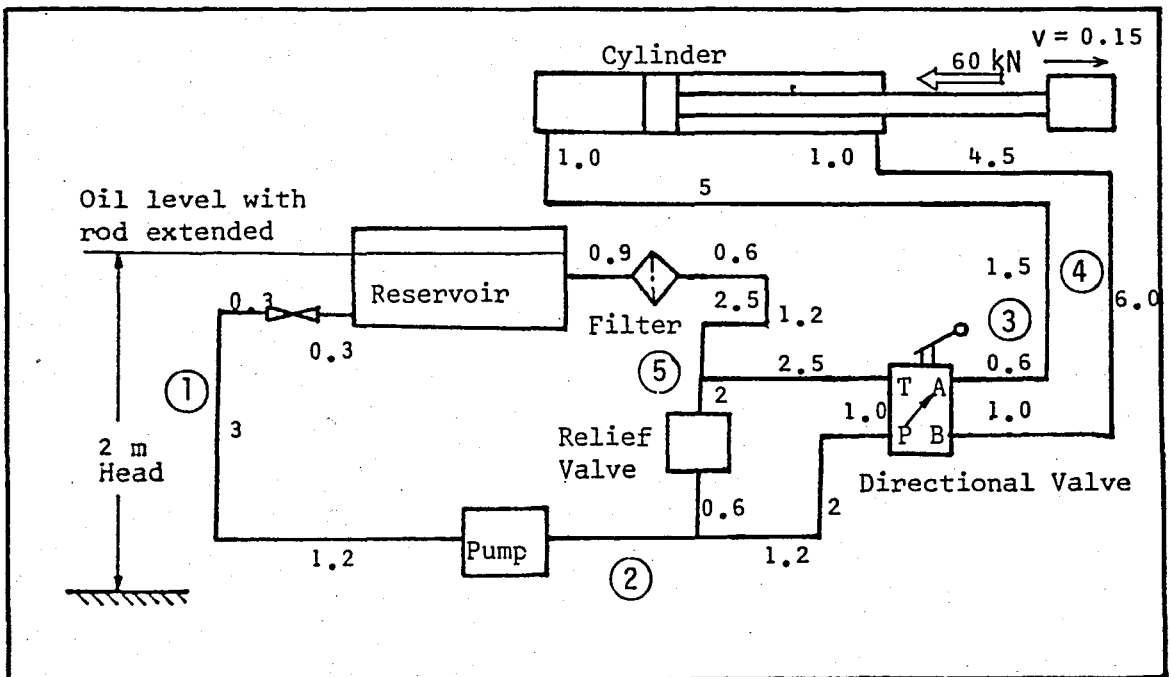 v = 0.15
60 kN
Cylinder
1.0
1.0
4.5
5
Oil level with
rod extended
0.9
0.6
1.5
4
6.0
Reservoir
2.5
0.3
Filter
1.2
3
0.3
5
2.5
0.6
1
2
T A
1.0
1.0
P B
3
2 m
Head
Relief
Valve
Directional Valve
0.6
2
Pump
1.2
1.2
2